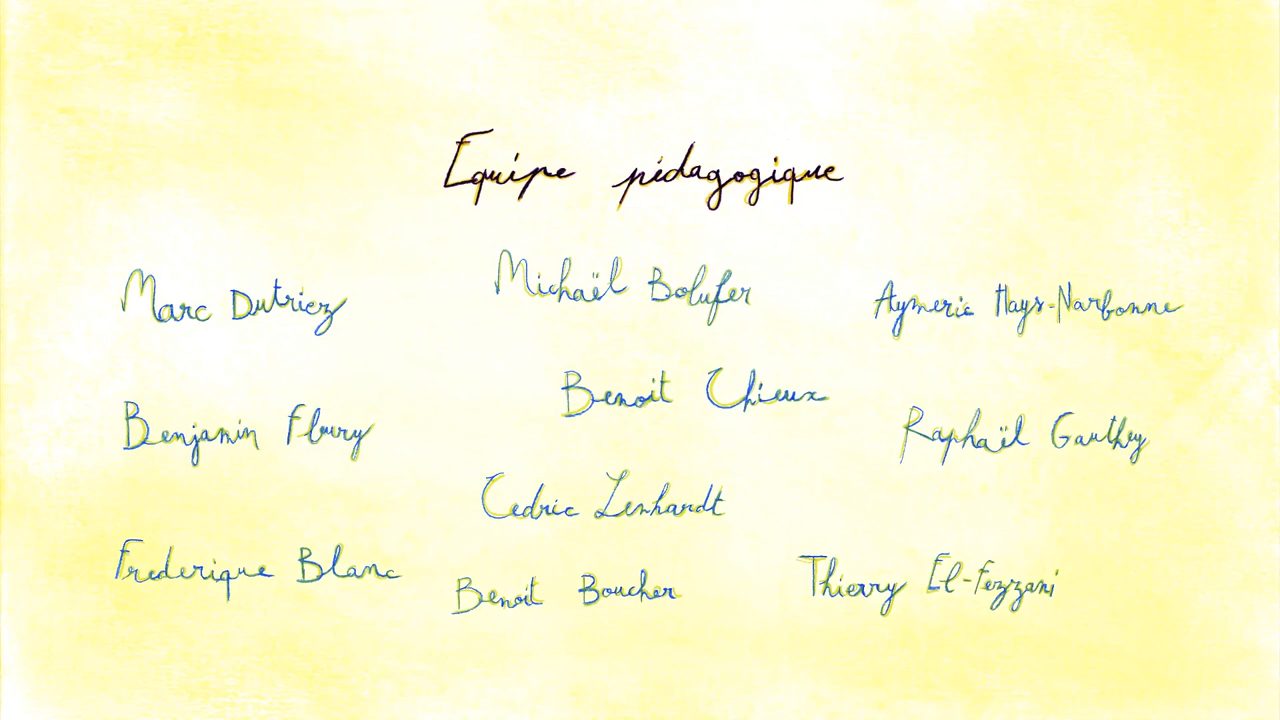 Equipe pédagogique
Marc Dutriez
Michaël Bolufer
Aymeric Hays-Narbonne
Benoit Chieux
Benjamin Fleury
Raphaël Gauthey
Cedric Lenhardt
Frederique Blanc
Benoit Boucher
Thierry El-Fezzani